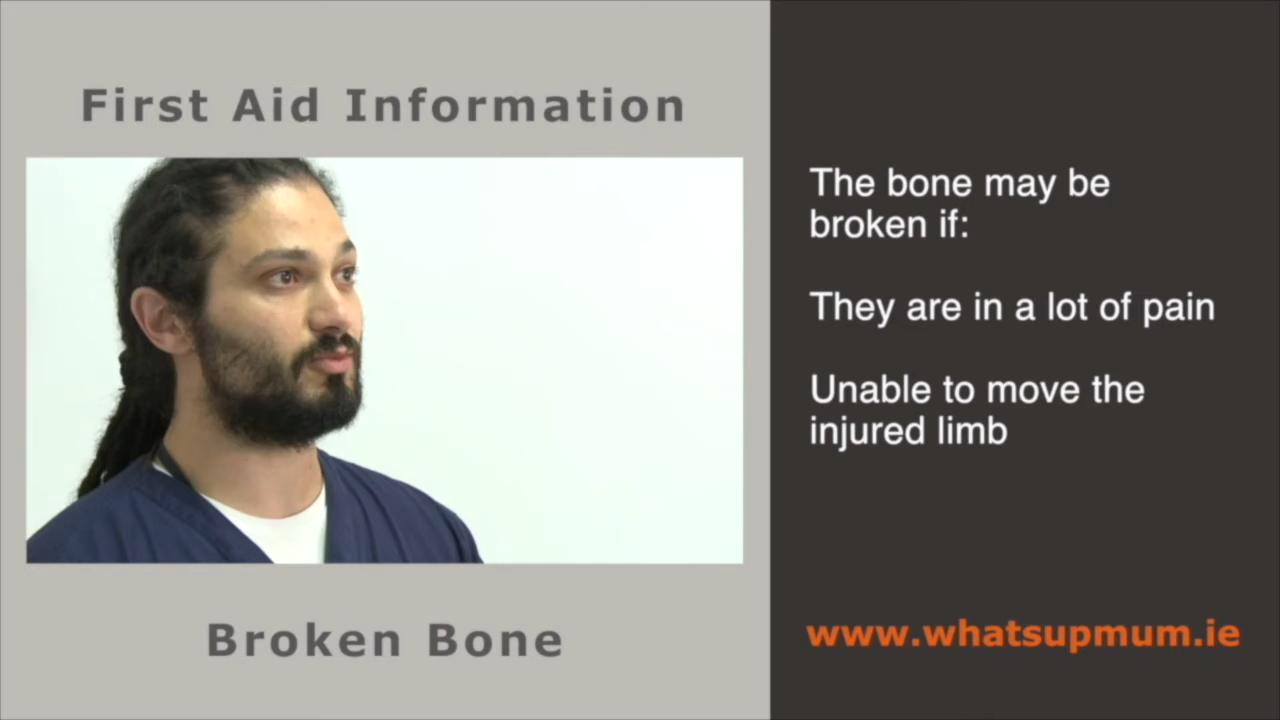 First Aid Information
The bone may be
broken if:
They are in a lot of pain
Unable to move the
injured limb
Broken Bone
www.whatsupmum.ie